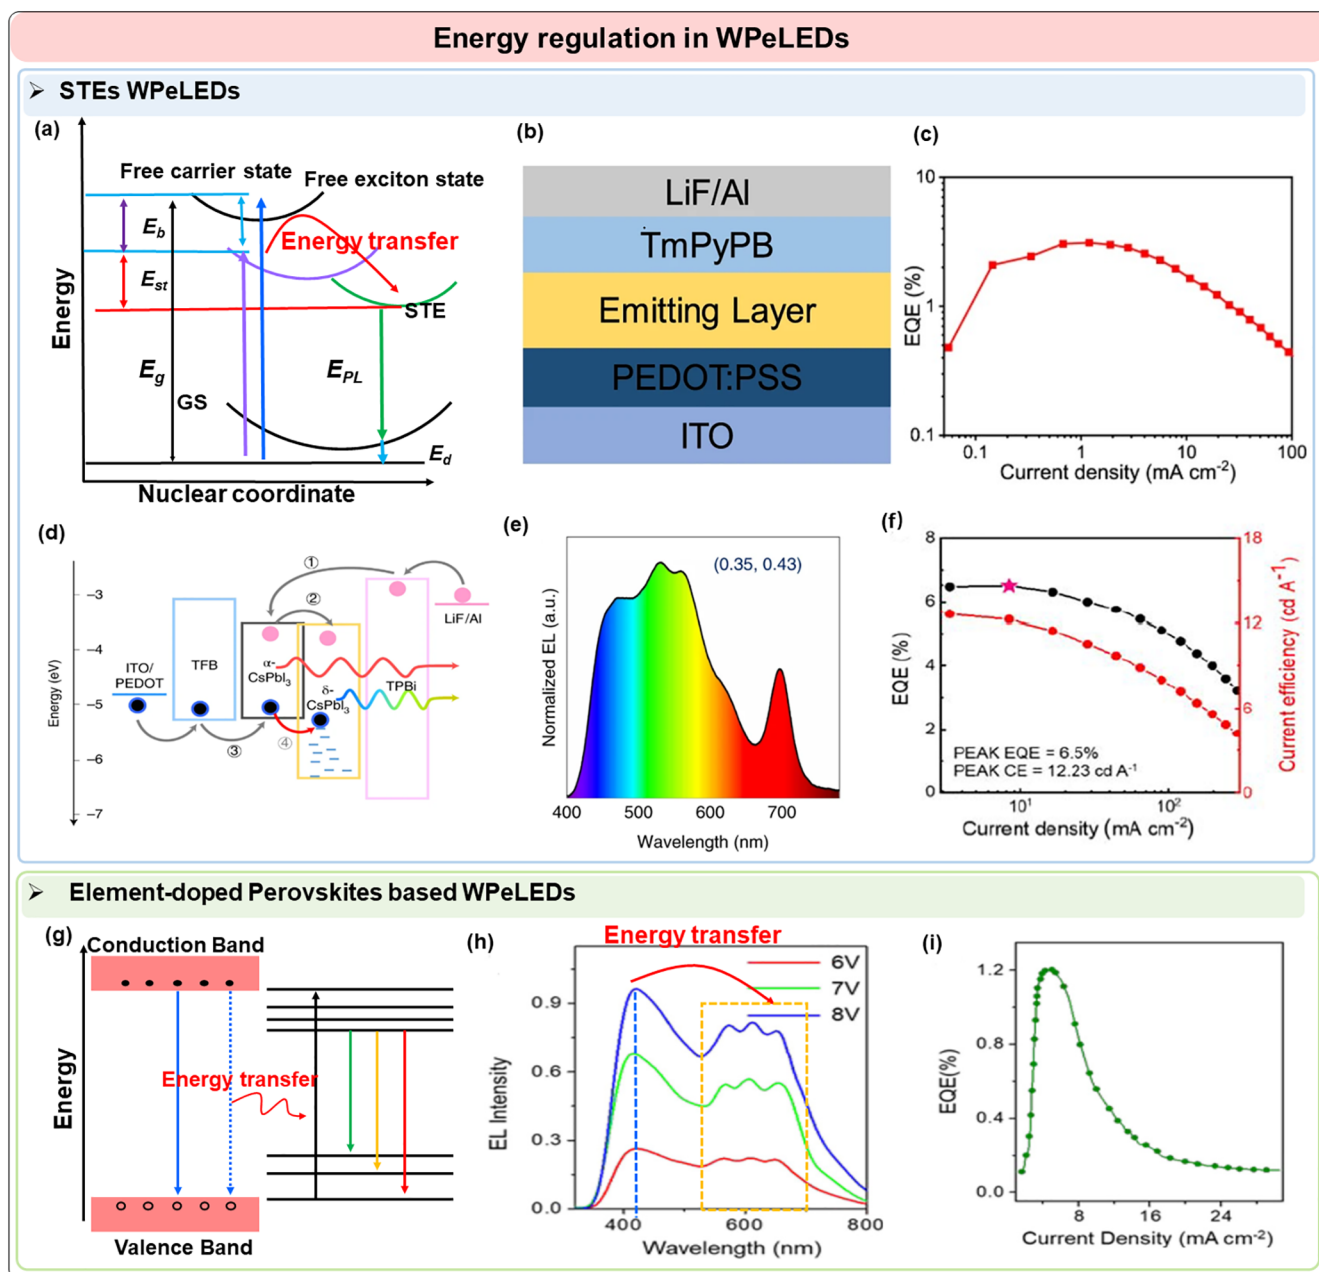 Energy regulation in WPeLEDs
➢ STEs WPeLEDs
(a)
Free carrier state
Free exciton state
Energy transfer
E_b
E_st
STE
E_g
E_PL
GS
E_d
Energy
Nuclear coordinate
(b)
LiF/Al
TmPyPB
Emitting Layer
PEDOT:PSS
ITO
(c)
10
1
0.1
EQE (%)
0.1 1 10 100
Current density (mA cm⁻²)
(d)
Energy (eV)
−3
−4
−5
−6
−7
ITO/
PEDOT
TFB
α-
CsPbI₃
δ-
CsPbI₃
TPBi
LiF/Al
①
②
③
④
(e)
(0.35, 0.43)
Normalized EL (a.u.)
400 500 600 700
Wavelength (nm)
(f)
8
6
4
2
0
EQE (%)
18
12
6
0
Current efficiency (cd A⁻¹)
PEAK EQE = 6.5%
PEAK CE = 12.23 cd A⁻¹
10¹ 10²
Current density (mA cm⁻²)
➢ Element-doped Perovskites based WPeLEDs
(g)
Conduction Band
Energy transfer
Energy
Valence Band
(h)
Energy transfer
6V
7V
8V
0.9
0.6
0.3
0.0
EL Intensity
400 600 800
Wavelength (nm)
(i)
1.2
0.8
0.4
0.0
EQE(%)
8 16 24
Current Density (mA cm⁻²)